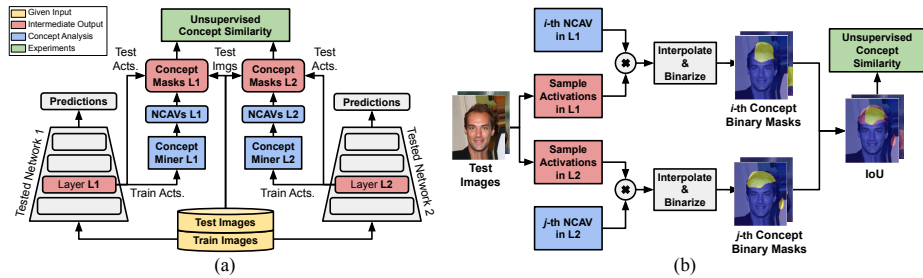 Given Input
Intermediate Output
Concept Analysis
Experiments
Unsupervised
Concept Similarity
Test
Acts.
Test
Imgs
Test
Acts.
Concept
Masks L1
Concept
Masks L2
Predictions
NCAVs L1
NCAVs L2
Predictions
Concept
Miner L1
Concept
Miner L2
Tested Network 1
Layer L1
Layer L2
Tested Network 2
Train Acts.
Train Acts.
Test Images
Train Images
(a)
i-th NCAV
in L1
Interpolate
&
Binarize
Unsupervised
Concept
Similarity
Sample
Activations
in L1
i-th Concept
Binary Masks
Test
Images
Sample
Activations
in L2
IoU
Interpolate
&
Binarize
j-th NCAV
in L2
j-th Concept
Binary Masks
(b)